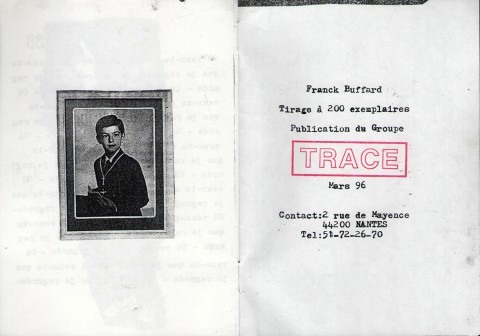 Franck Buffard
Tirage à 200 exemplaires
Publication du Groupe
TRACE
Mars 96
Contact:2 rue de Mayence
44200 NANTES
Tel:51-72-26-70